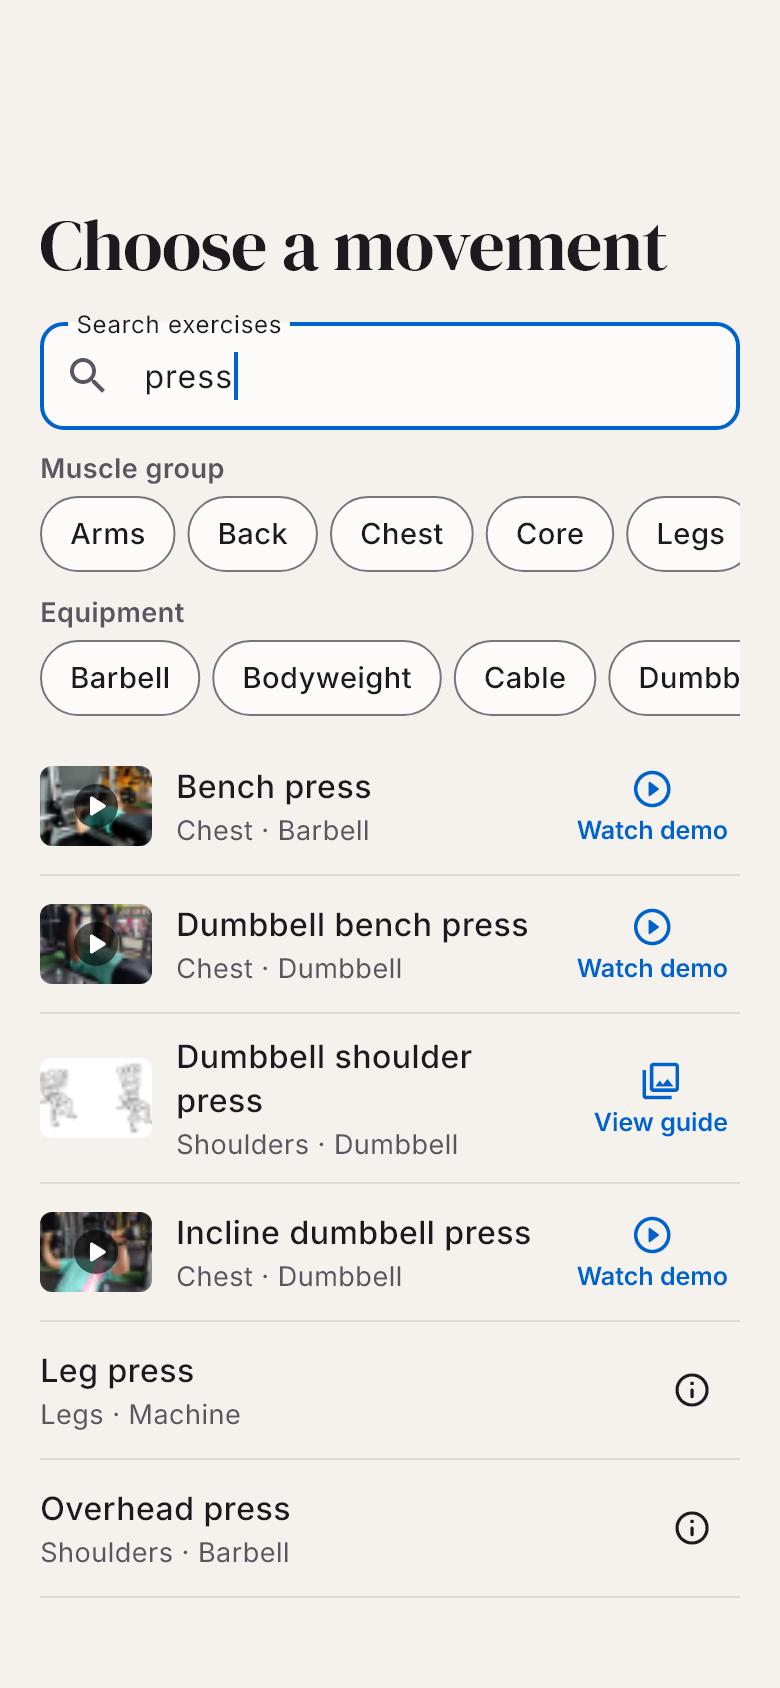 Choose a movement
Search exercises
press
Muscle group
Arms
Back
Chest
Core
Legs
Equipment
Barbell
Bodyweight
Cable
Dumbb
Bench press
Chest · Barbell
Watch demo
Dumbbell bench press
Chest · Dumbbell
Watch demo
Dumbbell shoulder
press
Shoulders · Dumbbell
View guide
Incline dumbbell press
Chest · Dumbbell
Watch demo
Leg press
Legs · Machine
Overhead press
Shoulders · Barbell